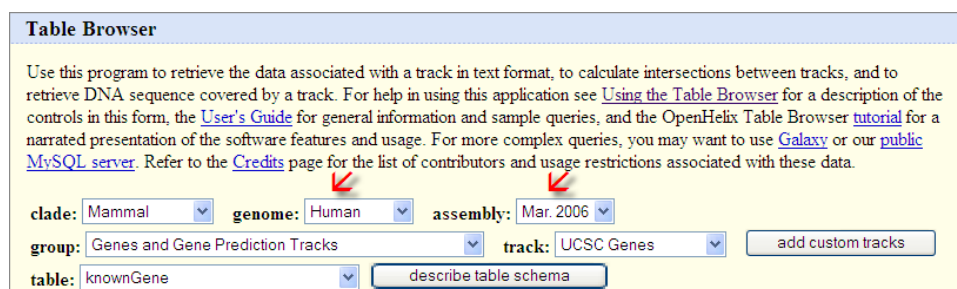 Table Browser
Use this program to retrieve the data associated with a track in text format, to calculate intersections between tracks, and to
retrieve DNA sequence covered by a track. For help in using this application see Using the Table Browser for a description of the
controls in this form, the User's Guide for general information and sample queries, and the OpenHelix Table Browser tutorial for a
narrated presentation of the software features and usage. For more complex queries, you may want to use Galaxy or our public
MySQL server. Refer to the Credits page for the list of contributors and usage restrictions associated with these data.
clade: Mammal genome: Human assembly: Mar. 2006
group: Genes and Gene Prediction Tracks track: UCSC Genes add custom tracks
table: knownGene describe table schema